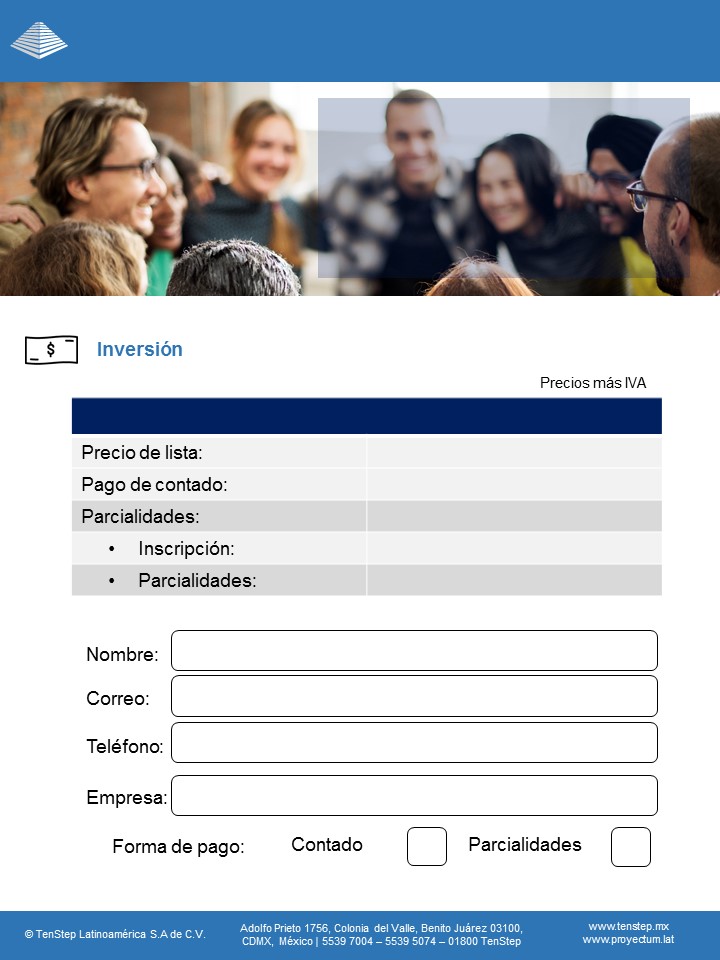 $
Inversión
Precios más IVA
Precio de lista:
Pago de contado:
Parcialidades:
• Inscripción:
• Parcialidades:
Nombre:
Correo:
Teléfono:
Empresa:
Forma de pago: Contado Parcialidades
© TenStep Latinoamérica S.A de C.V.
Adolfo Prieto 1756, Colonia del Valle, Benito Juárez 03100,
CDMX, México | 5539 7004 – 5539 5074 – 01800 TenStep
www.tenstep.mx
www.proyectum.lat